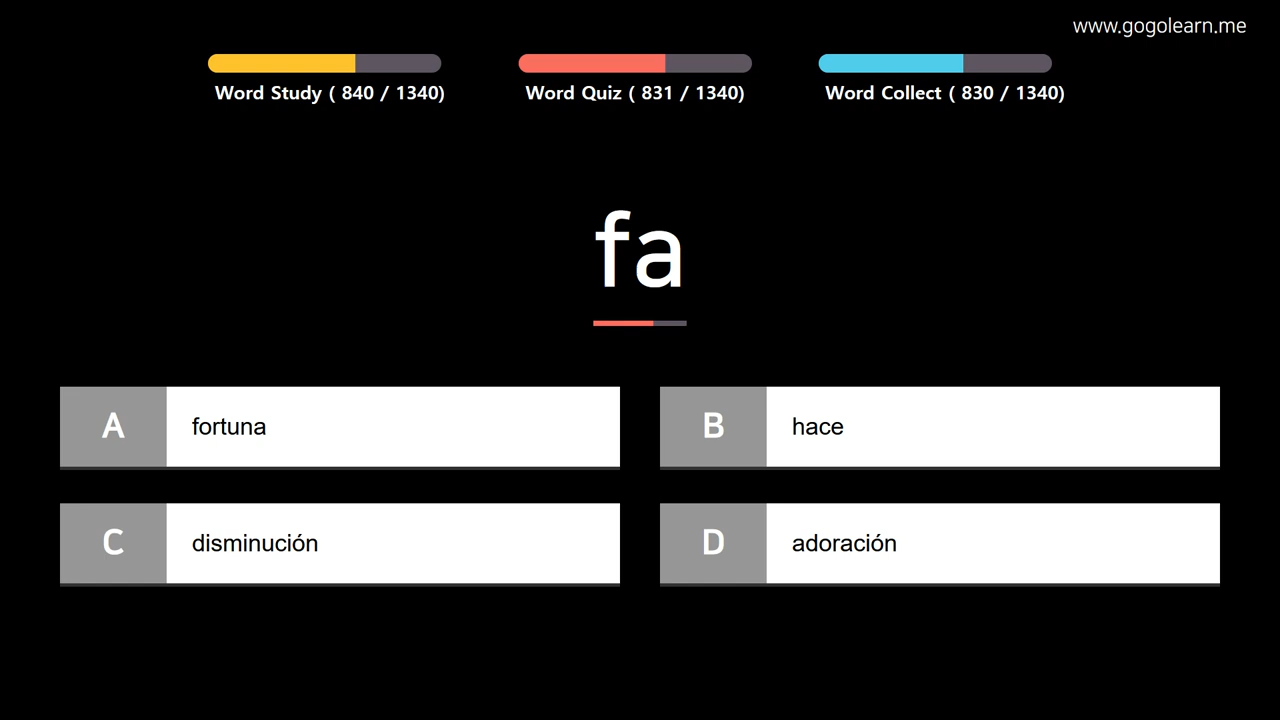 www.gogolearn.me
Word Study ( 840 / 1340)
Word Quiz ( 831 / 1340)
Word Collect ( 830 / 1340)
fa
A fortuna
B hace
C disminución
D adoración